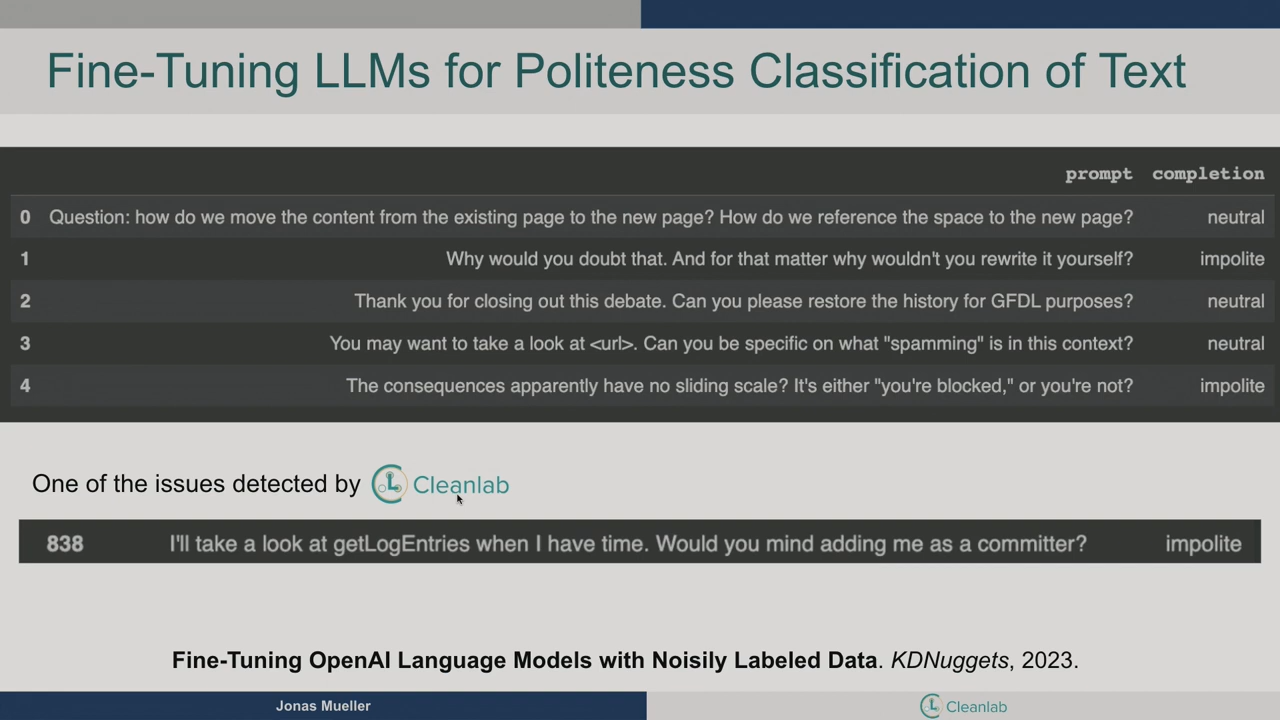 Fine-Tuning LLMs for Politeness Classification of Text
prompt completion
0 Question: how do we move the content from the existing page to the new page? How do we reference the space to the new page? neutral
1 Why would you doubt that. And for that matter why wouldn't you rewrite it yourself? impolite
2 Thank you for closing out this debate. Can you please restore the history for GFDL purposes? neutral
3 You may want to take a look at <url>. Can you be specific on what "spamming" is in this context? neutral
4 The consequences apparently have no sliding scale? It's either "you're blocked," or you're not? impolite
One of the issues detected by Cleanlab
838 I'll take a look at getLogEntries when I have time. Would you mind adding me as a committer? impolite
Fine-Tuning OpenAI Language Models with Noisily Labeled Data. KDNuggets, 2023.
Jonas Mueller Cleanlab